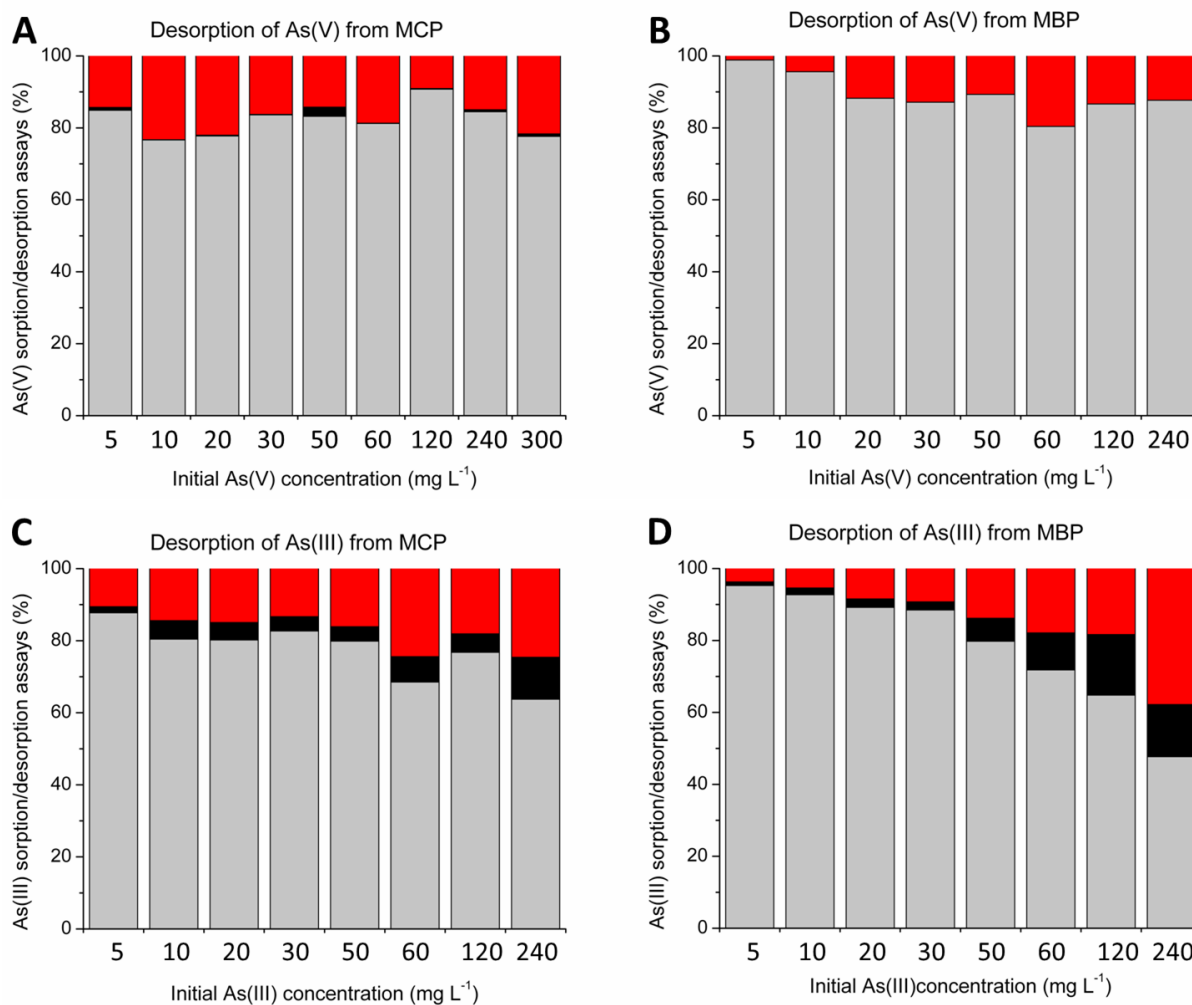 A
Desorption of As(V) from MCP
As(V) sorption/desorption assays (%)
100
80
60
40
20
0
5 10 20 30 50 60 120 240 300
Initial As(V) concentration (mg L⁻¹)
B
Desorption of As(V) from MBP
As(V) sorption/desorption assays (%)
100
80
60
40
20
0
5 10 20 30 50 60 120 240
Initial As(V) concentration (mg L⁻¹)
C
Desorption of As(III) from MCP
As(III) sorption/desorption assays (%)
100
80
60
40
20
0
5 10 20 30 50 60 120 240
Initial As(III) concentration (mg L⁻¹)
D
Desorption of As(III) from MBP
As(III) sorption/desorption assays (%)
100
80
60
40
20
0
5 10 20 30 50 60 120 240
Initial As(III)concentration (mg L⁻¹)